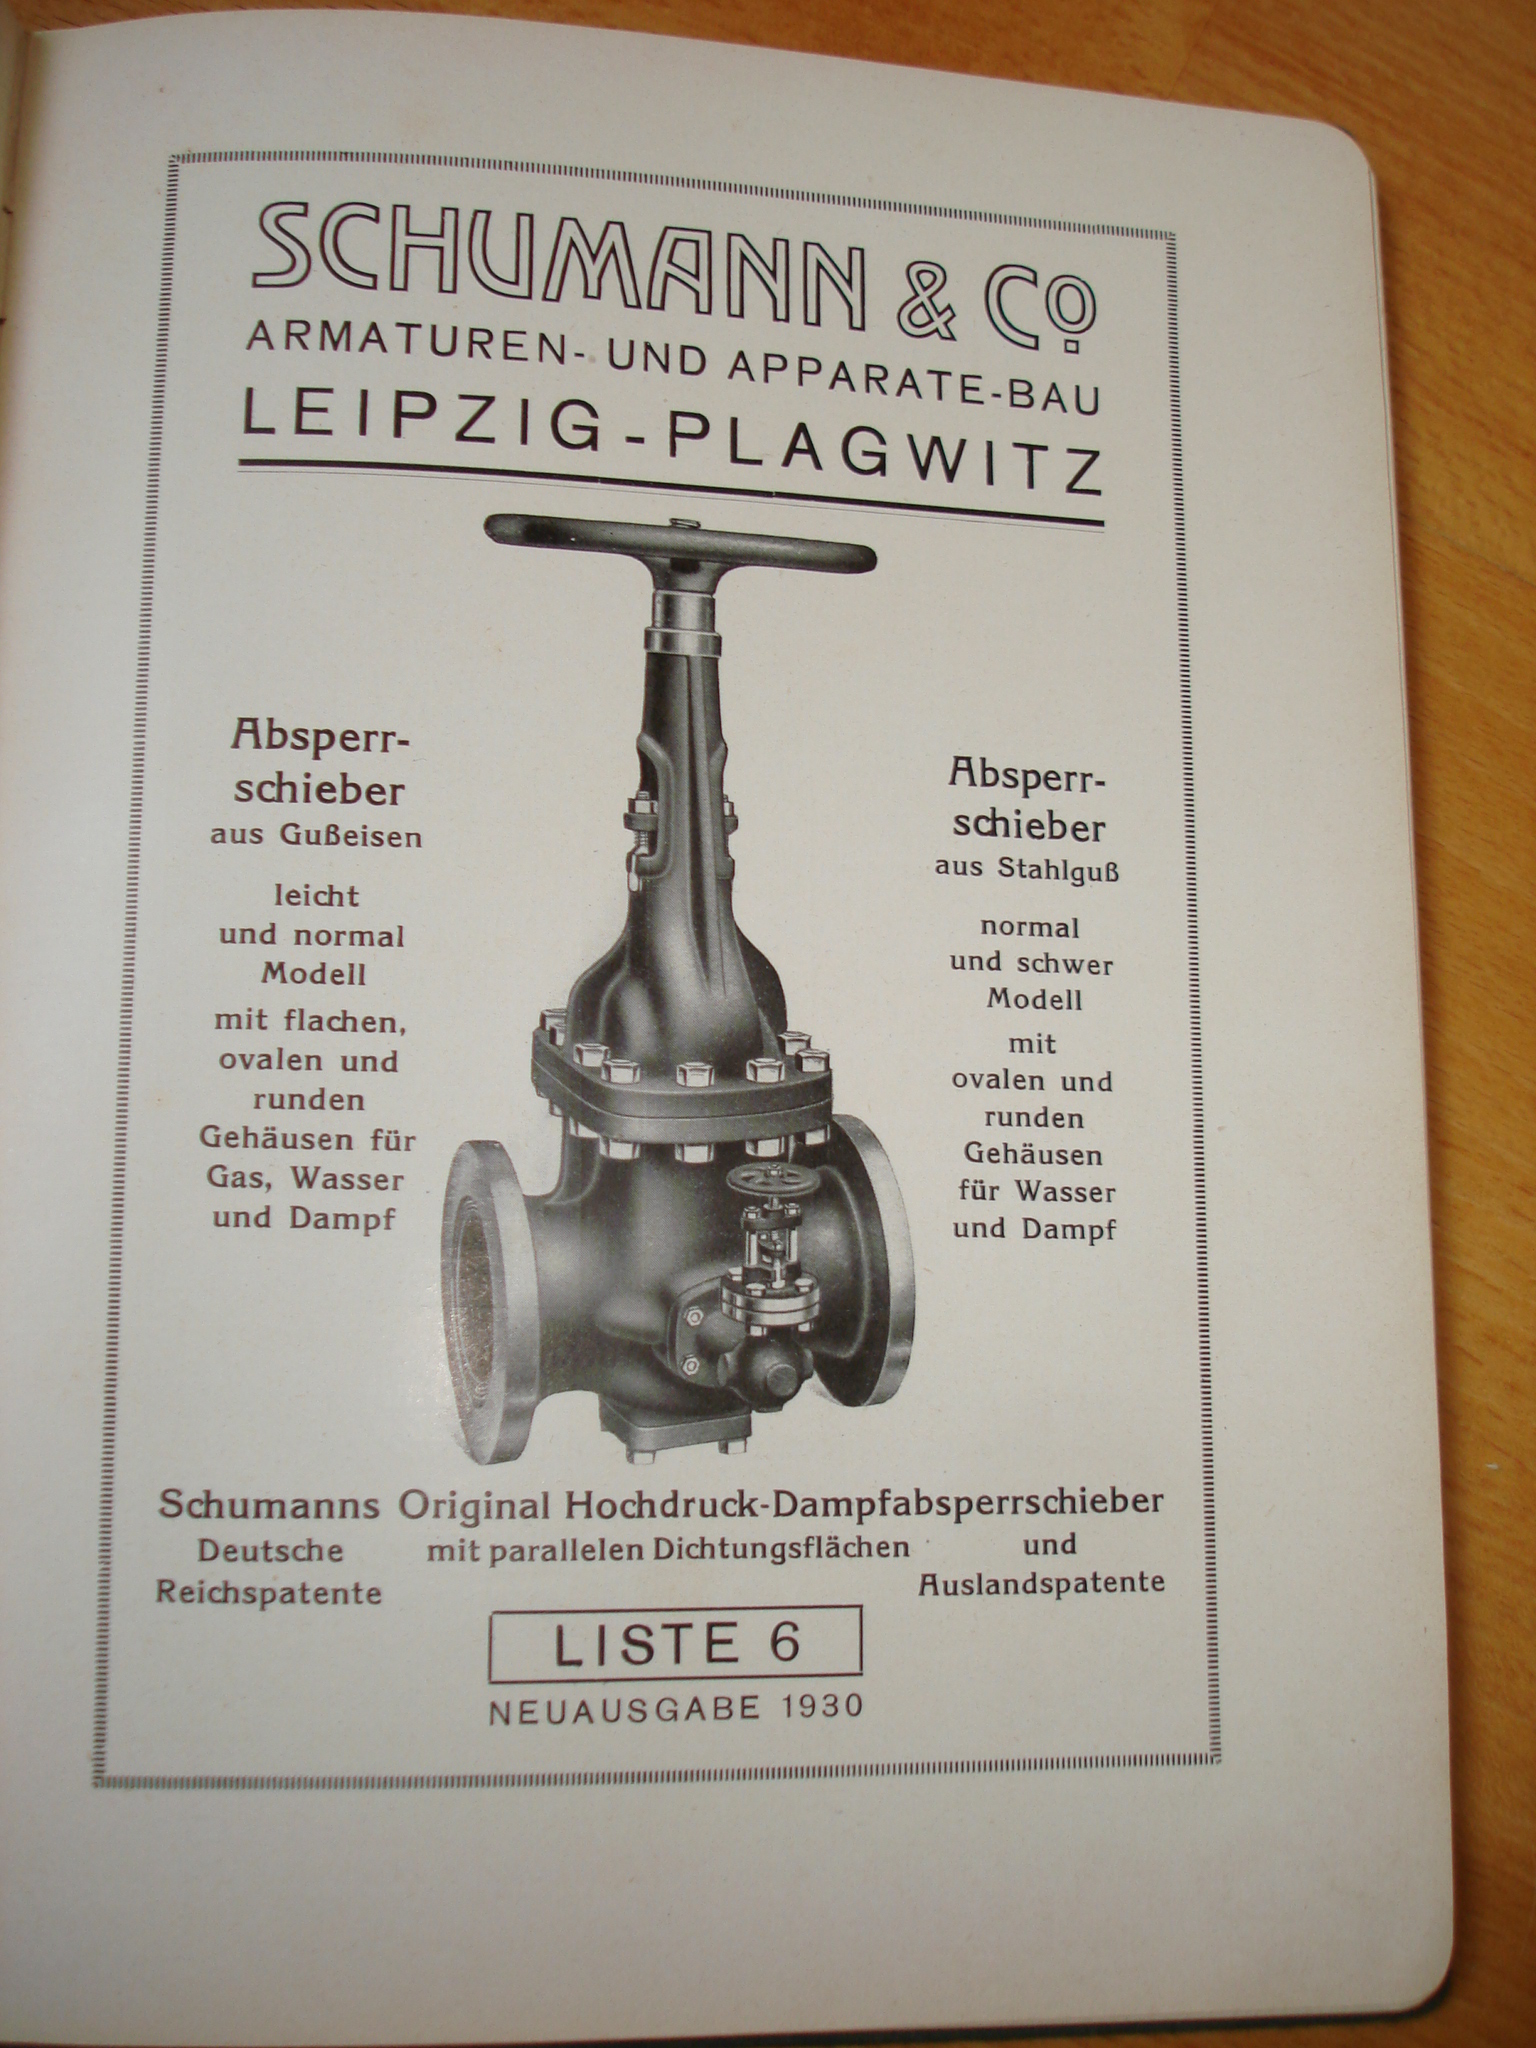 SCHUMANN & Co
ARMATUREN- UND APPARATE-BAU
LEIPZIG-PLAGWITZ
Absperr-
schieber
aus Gußeisen
leicht
und normal
Modell
mit flachen,
ovalen und
runden
Gehäusen für
Gas, Wasser
und Dampf
Absperr-
schieber
aus Stahlguß
normal
und schwer
Modell
mit
ovalen und
runden
Gehäusen
für Wasser
und Dampf
Schumanns Original Hochdruck-Dampfabsperrschieber
Deutsche mit parallelen Dichtungsflächen und
Reichspatente Auslandspatente
LISTE 6
NEUAUSGABE 1930